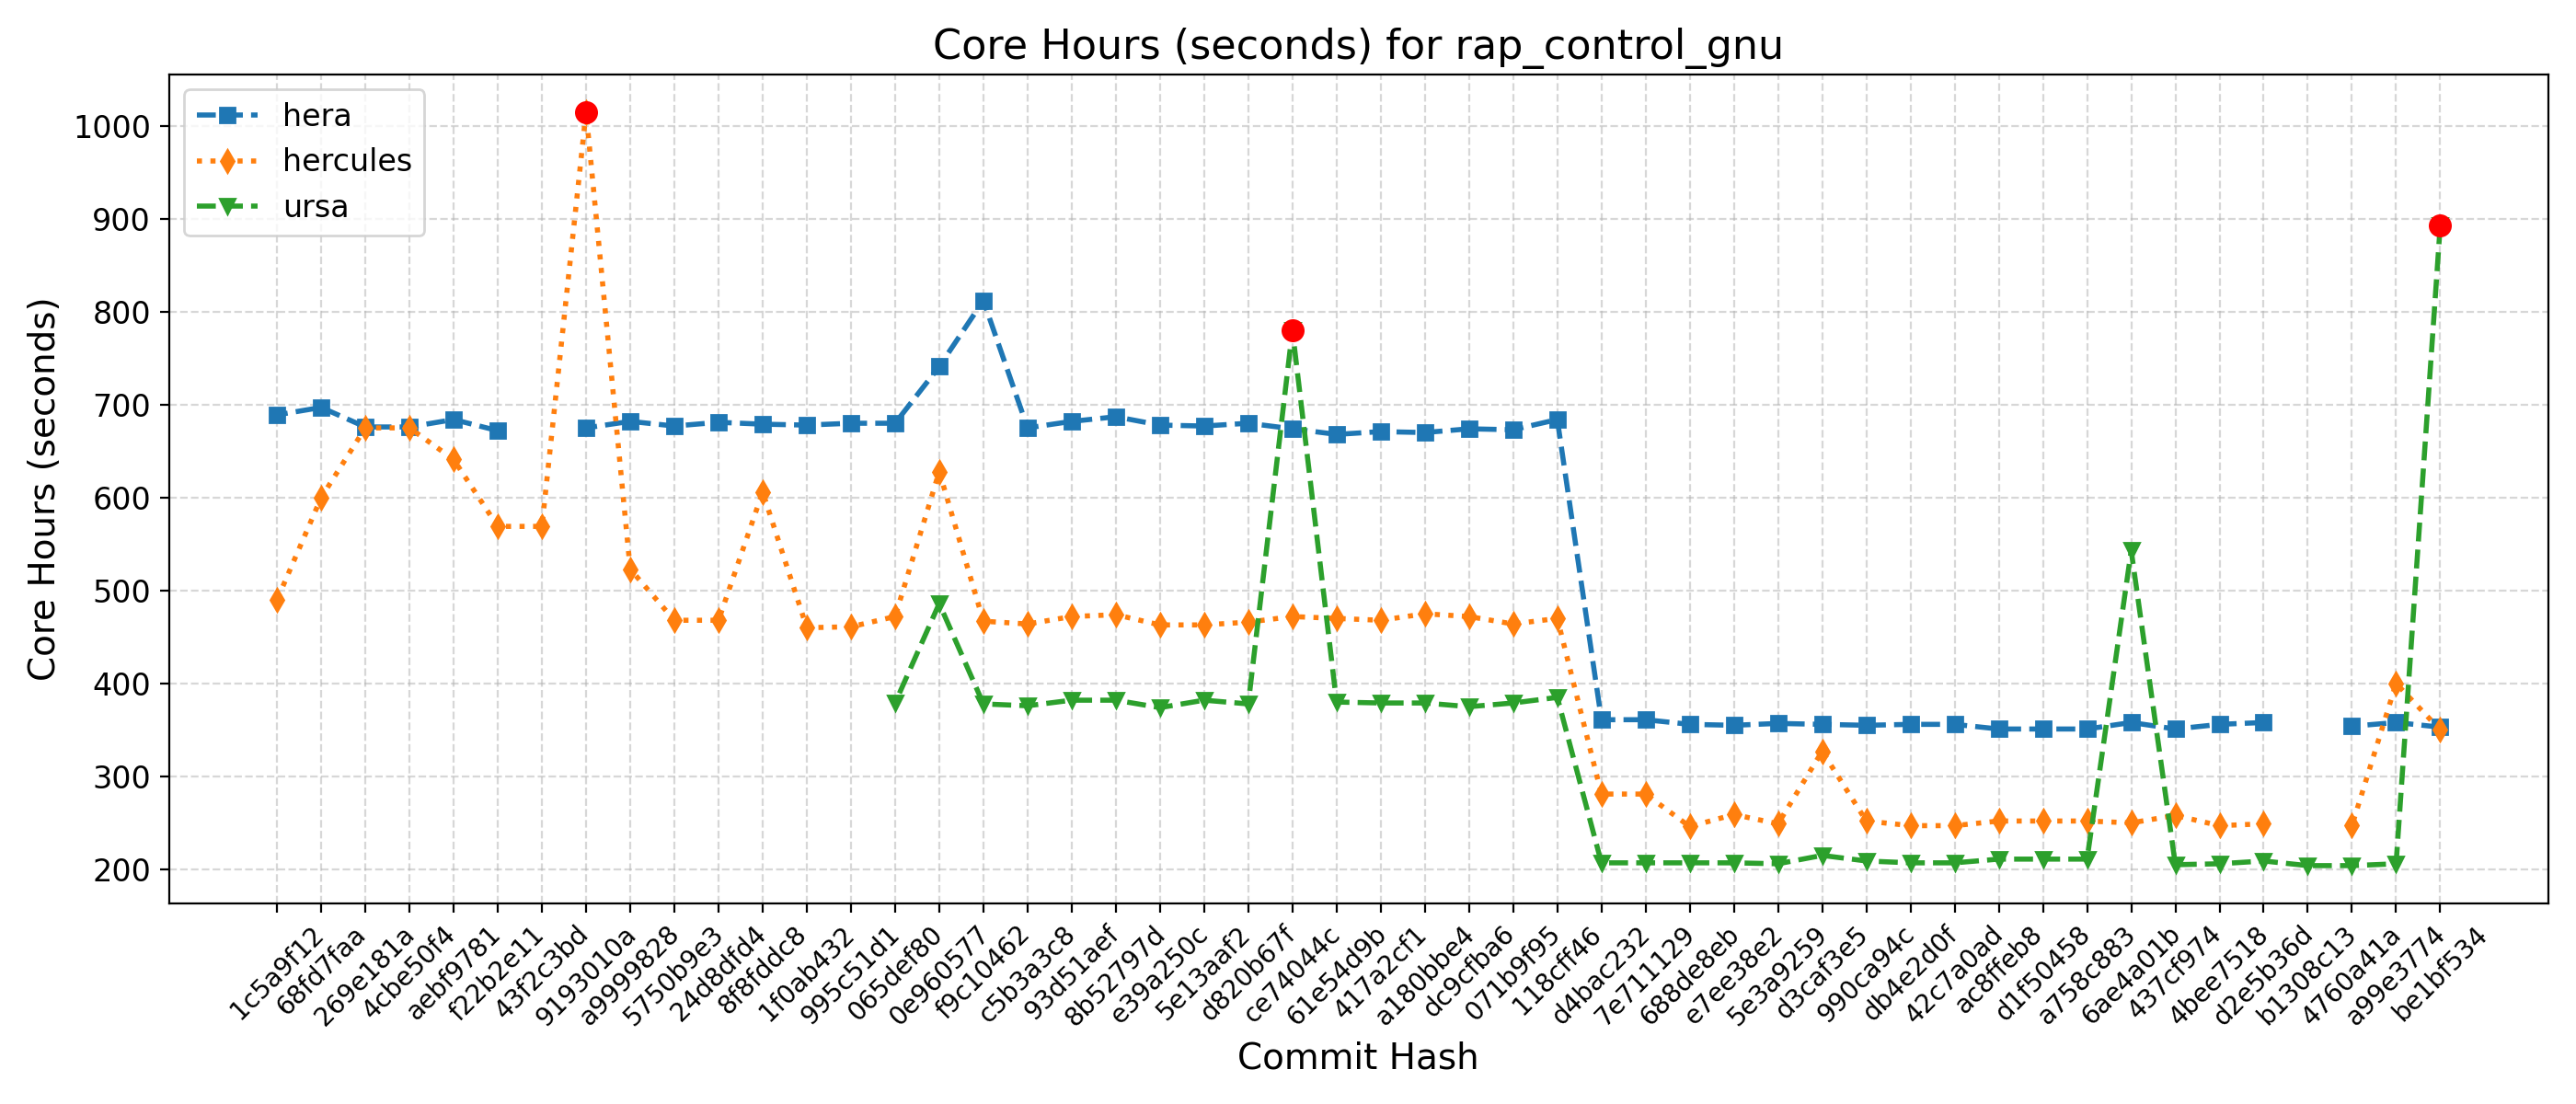 Core Hours (seconds) for rap_control_gnu
hera
hercules
ursa
Core Hours (seconds)
1000
900
800
700
600
500
400
300
200
1c5a9f12
68fd7faa
269e181a
4cbe50f4
aebf9781
f22b2e11
43f2c3bd
9193010a
a9999828
5750b9e3
24d8dfd4
8f8fddc8
1f0ab432
995c51d1
065def80
0e960577
f9c10462
c5b3a3c8
93d51aef
8b52797d
e39a250c
5e13aaf2
d820b67f
ce74044c
61e54d9b
417a2cf1
a180bbe4
dc9cfba6
071b9f95
118cff46
d4bac232
7e711129
688de8eb
e7ee38e2
5e3a9259
d3caf3e5
990ca94c
db4e2d0f
42c7a0ad
ac8ffeb8
d1f50458
a758c883
6ae4a01b
437cf974
4bee7518
d2e5b36d
b1308c13
4760a41a
a99e3774
be1bf534
Commit Hash